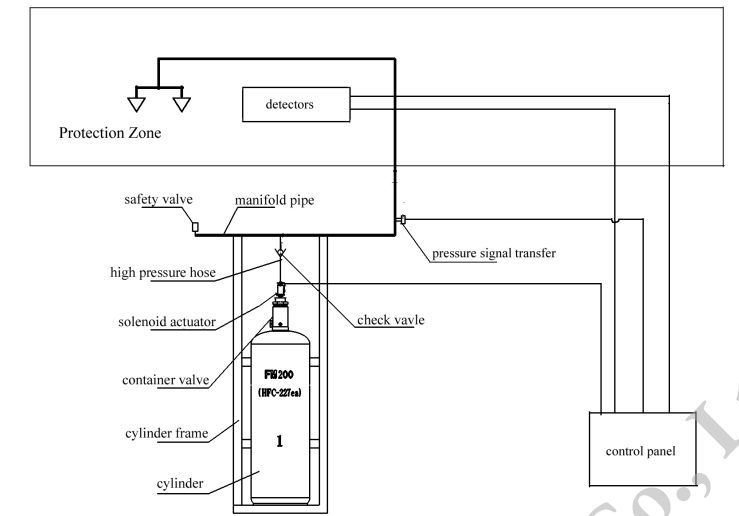 detectors
Protection Zone
safety valve
manifold pipe
pressure signal transfer
high pressure hose
solenoid actuator
check vavle
container valve
FM200
(HFC-227ea)
cylinder frame
1
control panel
cylinder
Co., L